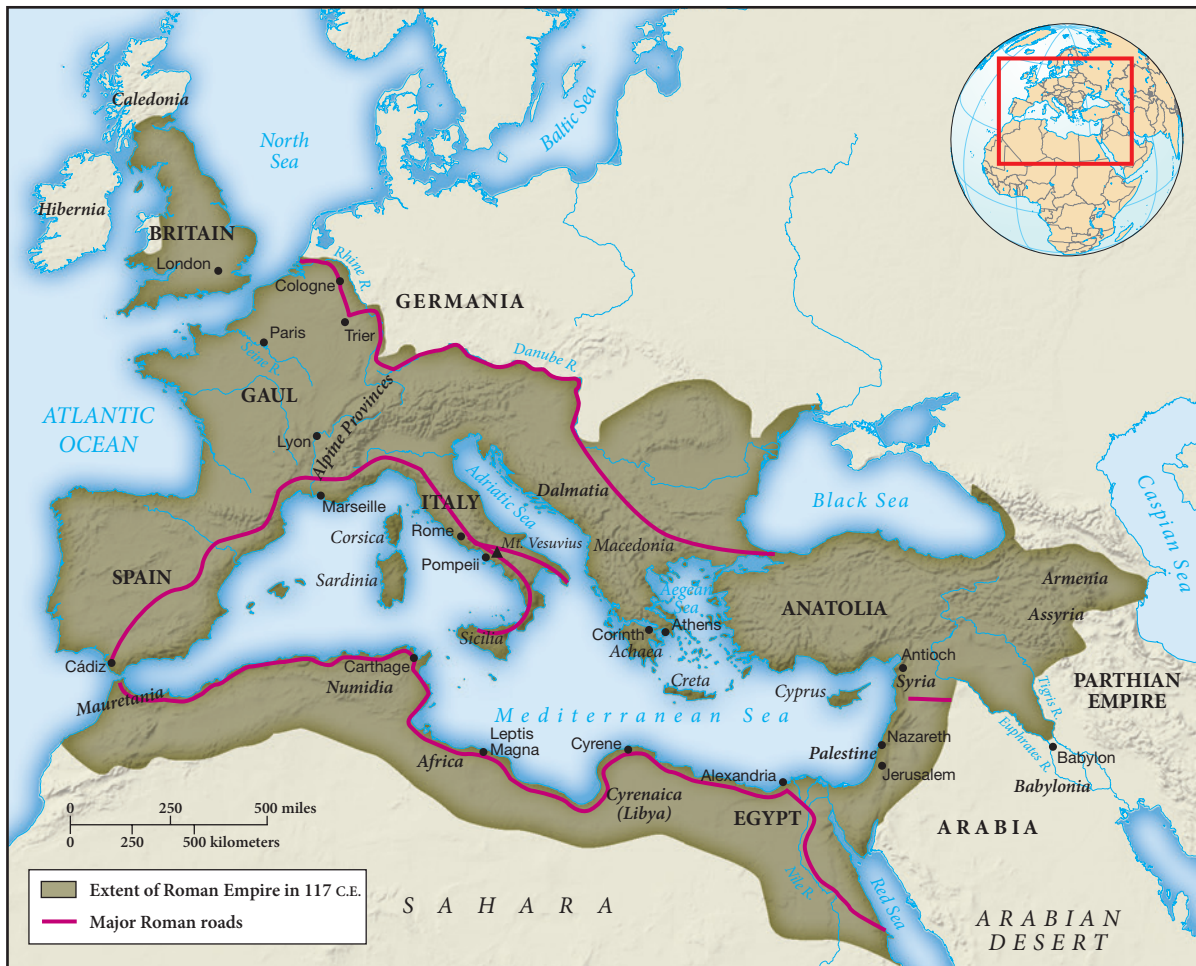 Caledonia
North
Sea
Baltic Sea
Hibernia
BRITAIN
London
Rhine R.
Cologne
GERMANIA
Trier
Paris
Seine R.
Danube R.
GAUL
ATLANTIC
OCEAN
Alpine Provinces
Lyon
Marseille
ITALY
Adriatic Sea
Dalmatia
Black Sea
Caspian Sea
Corsica
Rome
Mt. Vesuvius
Macedonia
Pompeii
SPAIN
Sardinia
Aegean
Sea
ANATOLIA
Armenia
Assyria
Sicilia
Corinth
Athens
Achaea
Cádiz
Carthage
Numidia
Mauretania
Creta
Cyprus
Antioch
Syria
PARTHIAN
EMPIRE
Tigris R.
Mediterranean Sea
Leptis
Magna
Cyrene
Africa
Palestine
Nazareth
Euphrates R.
Babylon
Jerusalem
Alexandria
Babylonia
Cyrenaica
(Libya)
EGYPT
ARABIA
0 250 500 miles
0 250 500 kilometers
Nile R.
Red Sea
Extent of Roman Empire in 117 C.E.
Major Roman roads
SAHARA
ARABIAN
DESERT